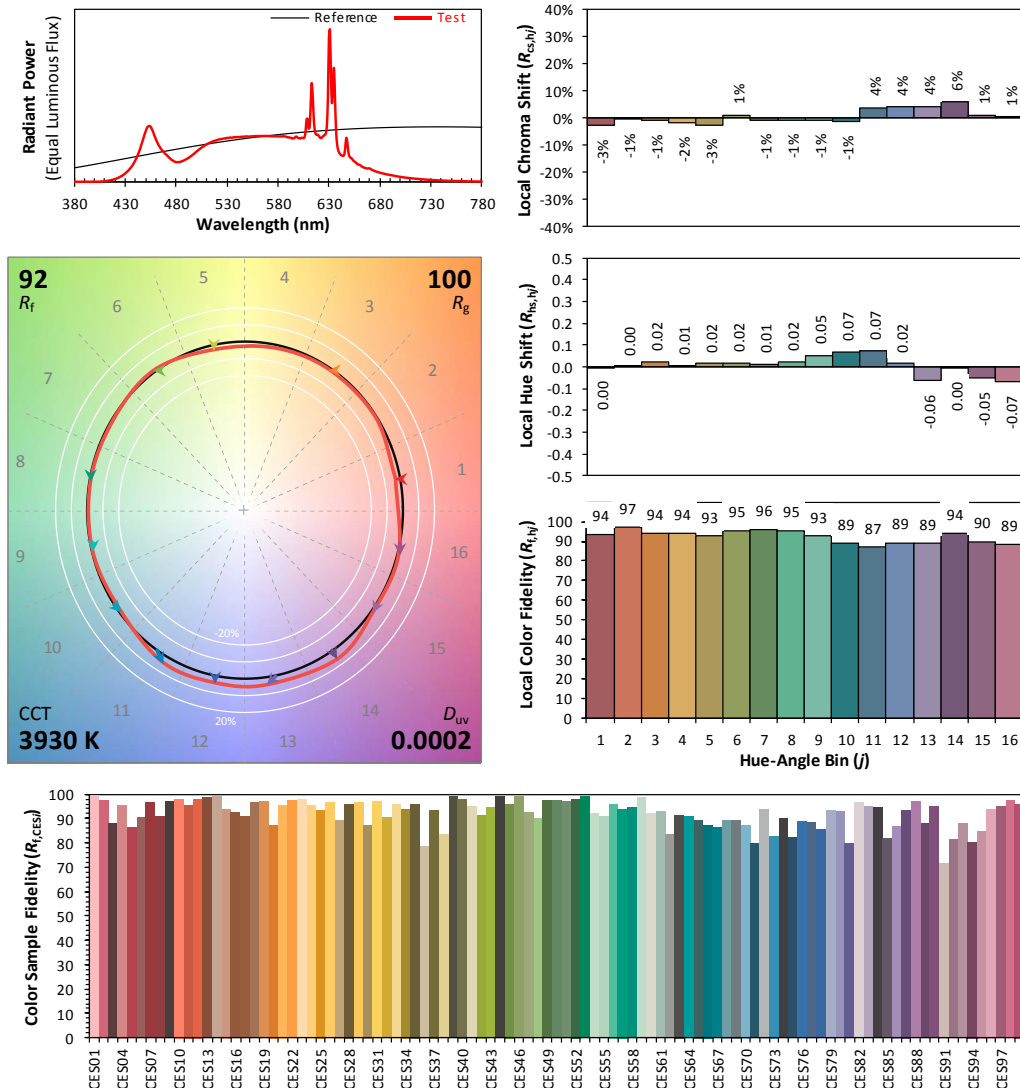 Reference Test
Radiant Power
(Equal Luminous Flux)
380 430 480 530 580 630 680 730 780
Wavelength (nm)
Local Chroma Shift (Rcs,hj)
40%
30%
20%
10%
0%
-10%
-20%
-30%
-40%
-3% -1% -1% -2% -3% 1% -1% -1% -1% -1% 4% 4% 4% 6% 1% 1%
92
Rf
100
Rg
5 4
6 3
7 2
8 1
9 16
10 15
11 14
12 13
-20%
20%
CCT
3930 K
Duv
0.0002
Local Hue Shift (Rhs,hj)
0.5
0.4
0.3
0.2
0.1
0.0
-0.1
-0.2
-0.3
-0.4
-0.5
0.00 0.00 0.02 0.01 0.02 0.02 0.01 0.02 0.05 0.07 0.07 0.02 -0.06 0.00 -0.05 -0.07
Local Color Fidelity (Rf,hj)
100
90
80
70
60
50
40
30
20
10
0
94 97 94 94 93 95 96 95 93 89 87 89 89 94 90 89
1 2 3 4 5 6 7 8 9 10 11 12 13 14 15 16
Hue-Angle Bin (j)
Color Sample Fidelity (Rf,CESi)
100
90
80
70
60
50
40
30
20
10
0
CES01 CES04 CES07 CES10 CES13 CES16 CES19 CES22 CES25 CES28 CES31 CES34 CES37 CES40 CES43 CES46 CES49 CES52 CES55 CES58 CES61 CES64 CES67 CES70 CES73 CES76 CES79 CES82 CES85 CES88 CES91 CES94 CES97